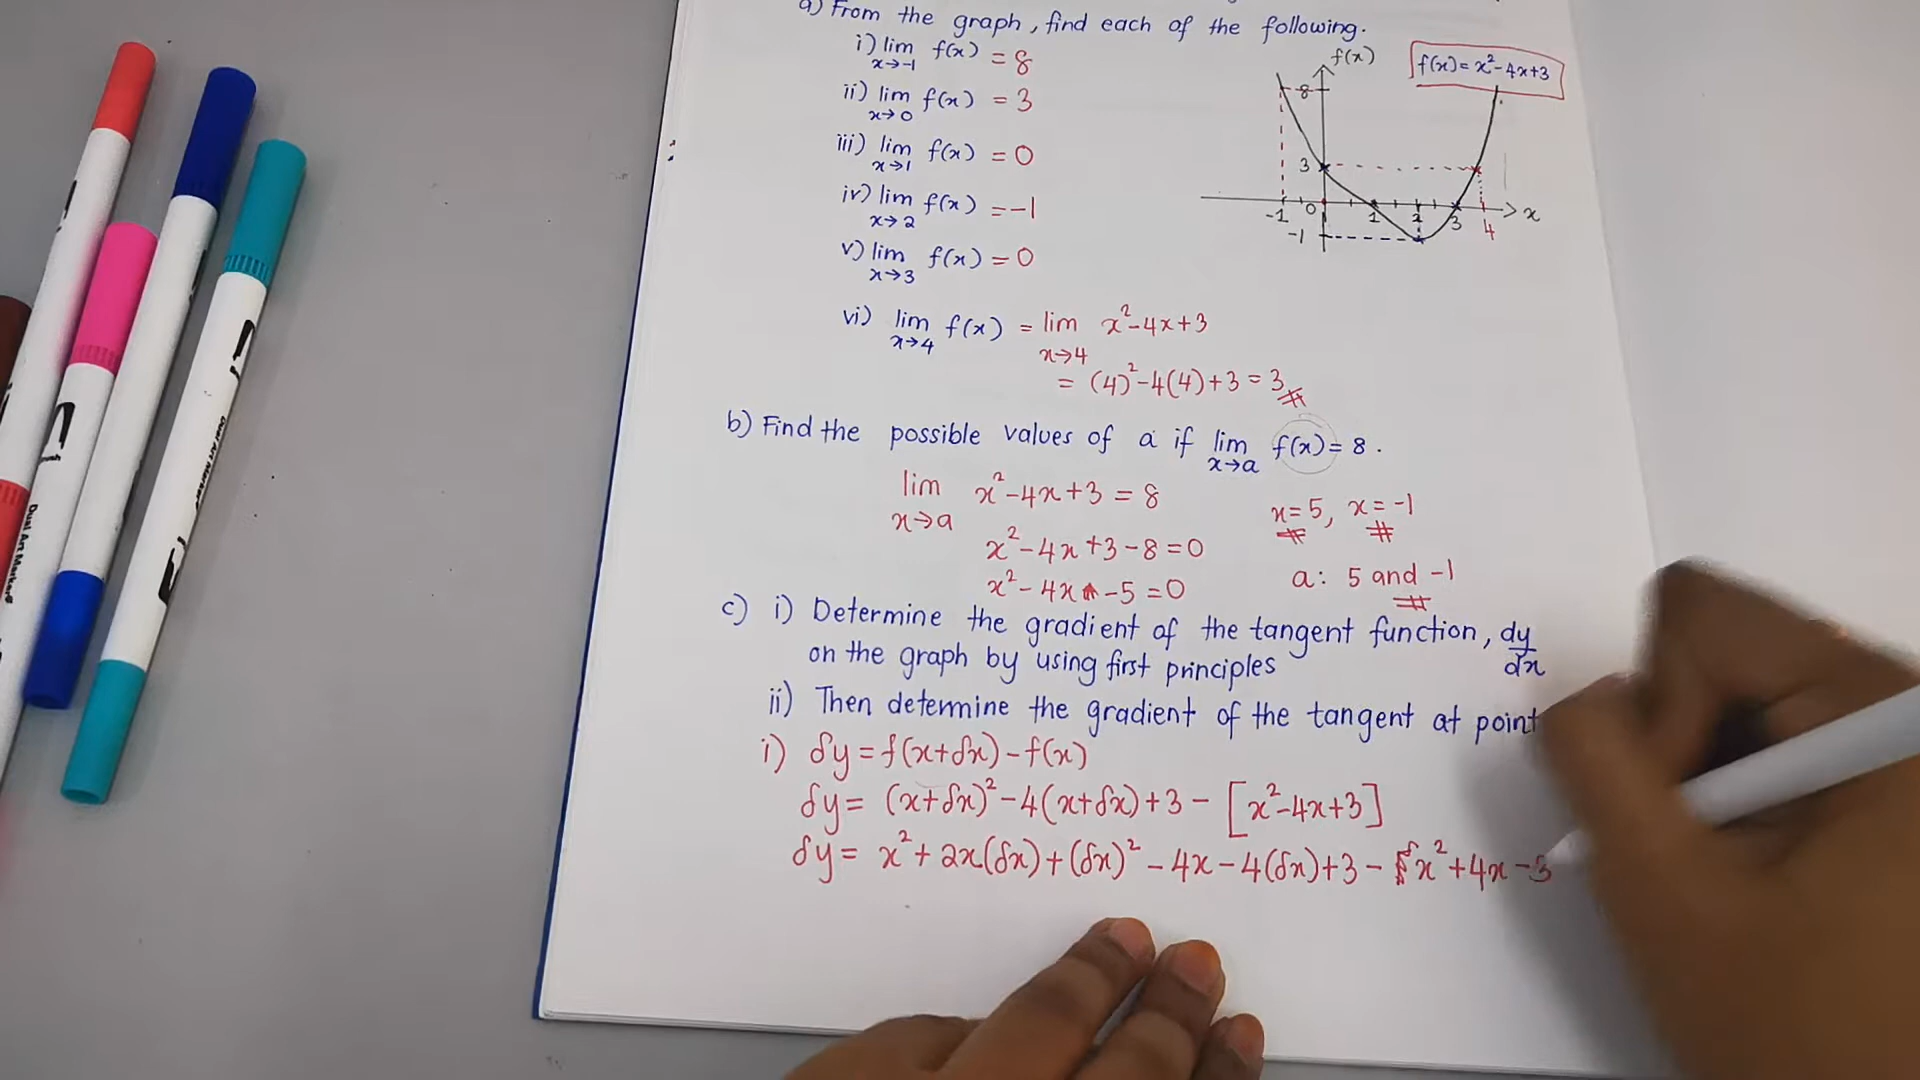 a) From the graph, find each of the following.
i) lim f(x) = 8
x→-1
ii) lim f(x) = 3
x→0
iii) lim f(x) = 0
x→1
iv) lim f(x) = -1
x→2
v) lim f(x) = 0
x→3
vi) lim f(x) = lim x²-4x+3
x→4 x→4
= (4)²-4(4)+3 = 3
f(x)
f(x) = x²-4x+3
8
3
-1 0 1 2 3 4 x
-1
b) Find the possible values of a if lim f(x) = 8.
x→a
lim x²-4x+3 = 8
x→a
x²-4x+3-8=0
x²-4x-5=0
x=5, x=-1
a: 5 and -1
c) i) Determine the gradient of the tangent function, dy/dx
on the graph by using first principles
ii) Then determine the gradient of the tangent at point
i) δy = f(x+δx)-f(x)
δy = (x+δx)²-4(x+δx)+3-[x²-4x+3]
δy = x²+2x(δx)+(δx)²-4x-4(δx)+3-x²+4x-3
Dual Art Marker